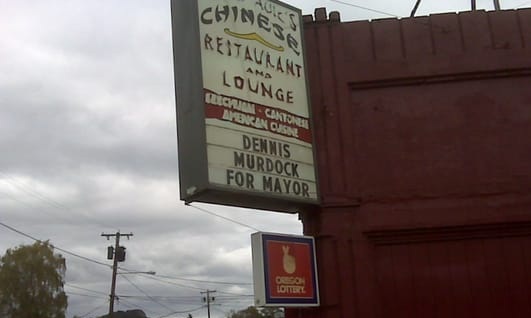 CHINESE
RESTAURANT
AND
LOUNGE
SZECHUAN - CANTONESE
AMERICAN CUISINE
DENNIS
MURDOCK
FOR MAYOR
OREGON
LOTTERY